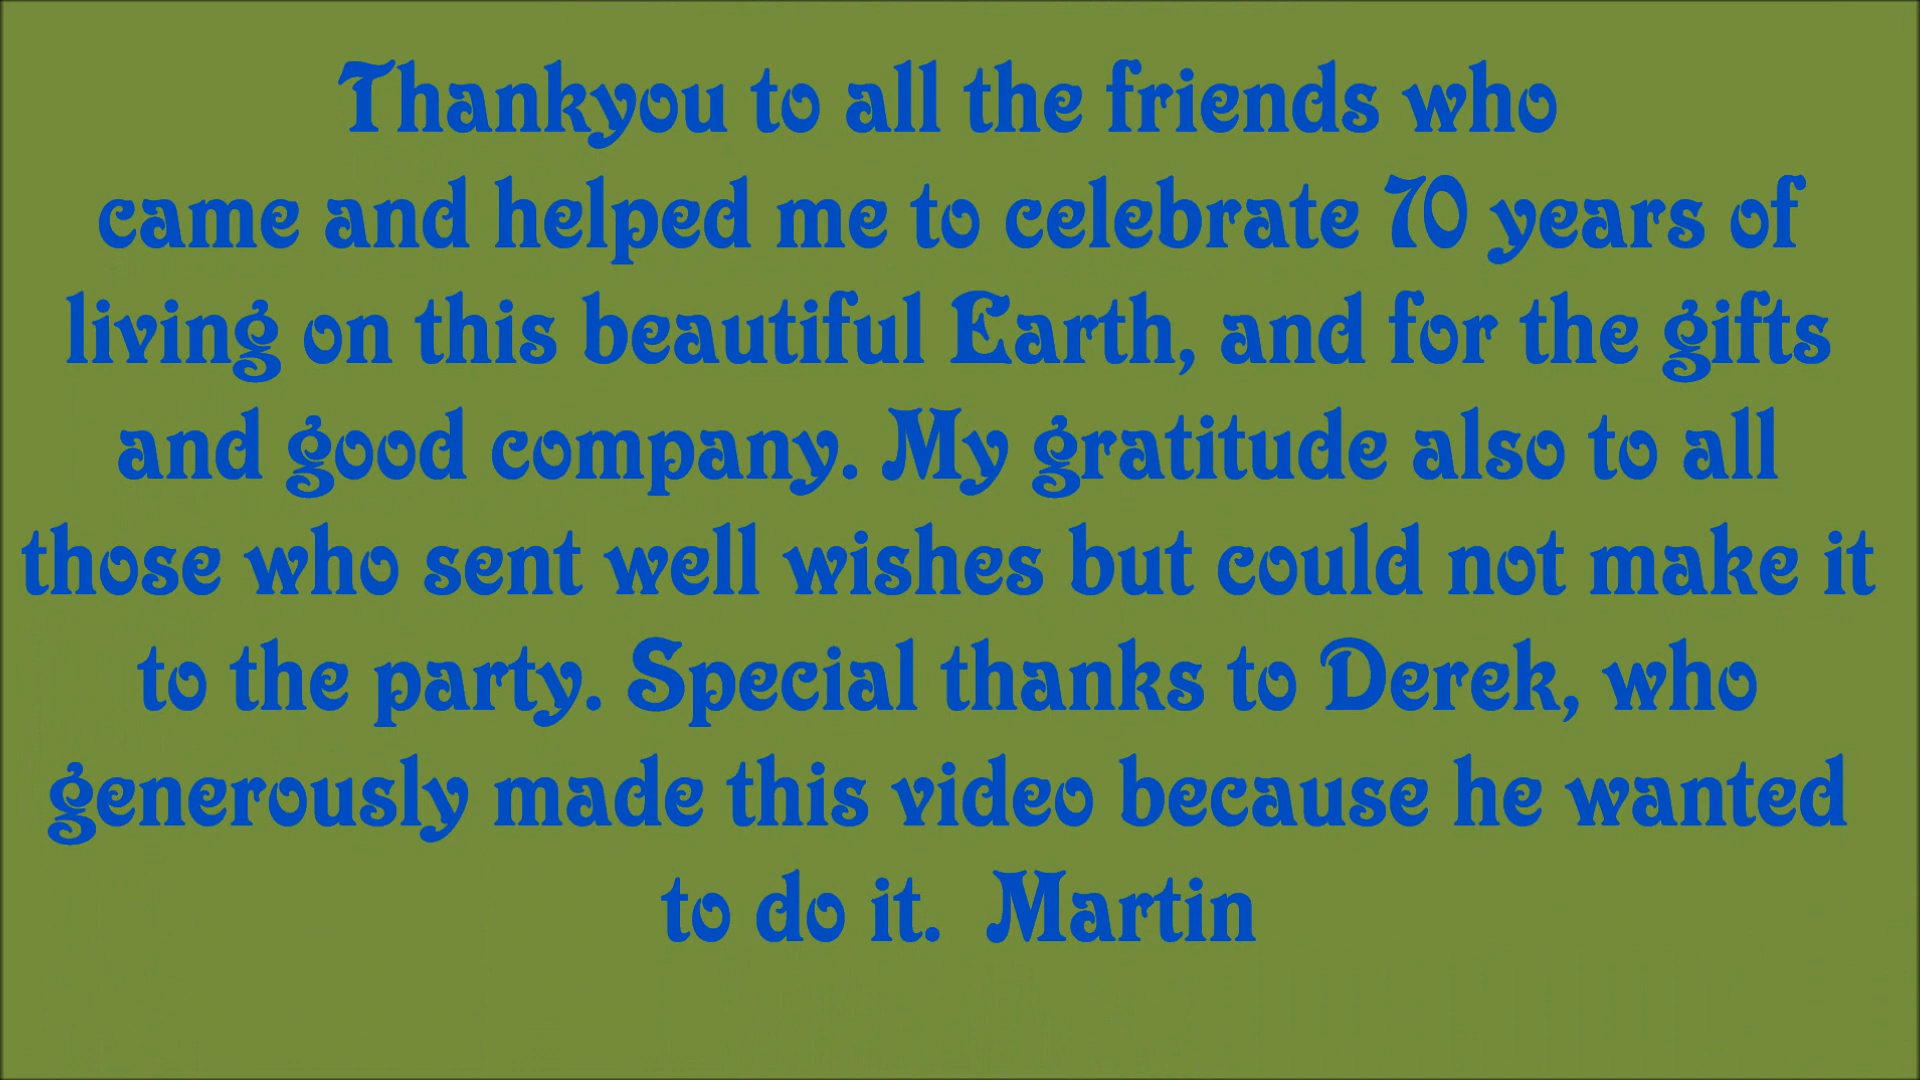 Thankyou to all the friends who
came and helped me to celebrate 70 years of
living on this beautiful Earth, and for the gifts
and good company. My gratitude also to all
those who sent well wishes but could not make it
to the party. Special thanks to Derek, who
generously made this video because he wanted
to do it.  Martin